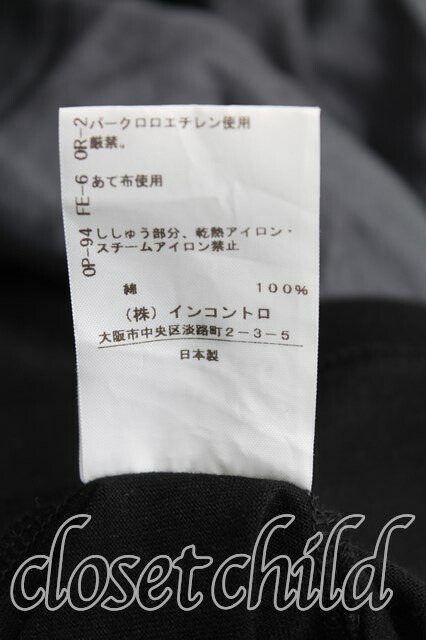 パークロロエチレン使用
厳禁。
あて布使用
ししゅう部分、乾熱アイロン・
スチームアイロン禁止
綿 100%
（株）インコントロ
大阪市中央区淡路町2-3-5
日本製
OP-94 FE-6 OR-2
closet child